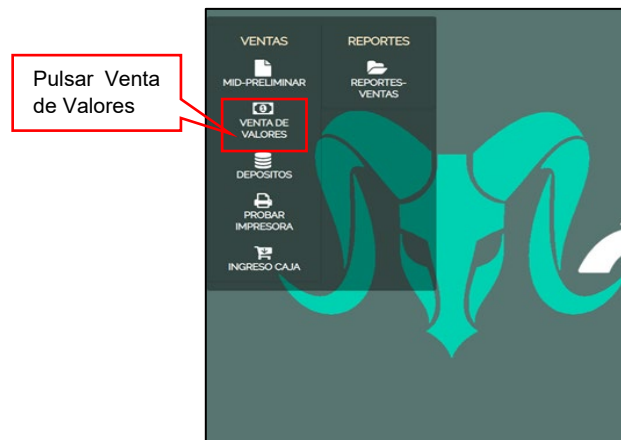 Pulsar Venta
de Valores
VENTAS
MID-PRELIMINAR
VENTA DE
VALORES
DEPOSITOS
PROBAR
IMPRESORA
INGRESO CAJA
REPORTES
REPORTES-
VENTAS